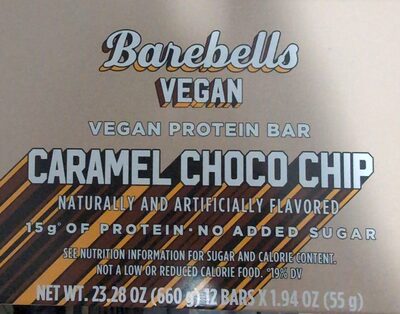 Barebells
VEGAN
VEGAN PROTEIN BAR
CARAMEL CHOCO CHIP
NATURALLY AND ARTIFICIALLY FLAVORED
15g* OF PROTEIN • NO ADDED SUGAR
SEE NUTRITION INFORMATION FOR SUGAR AND CALORIE CONTENT.
NOT A LOW OR REDUCED CALORIE FOOD. *19% DV
NET WT. 23,28 OZ (660 g) 12 BARS X 1.94 OZ (55 g)